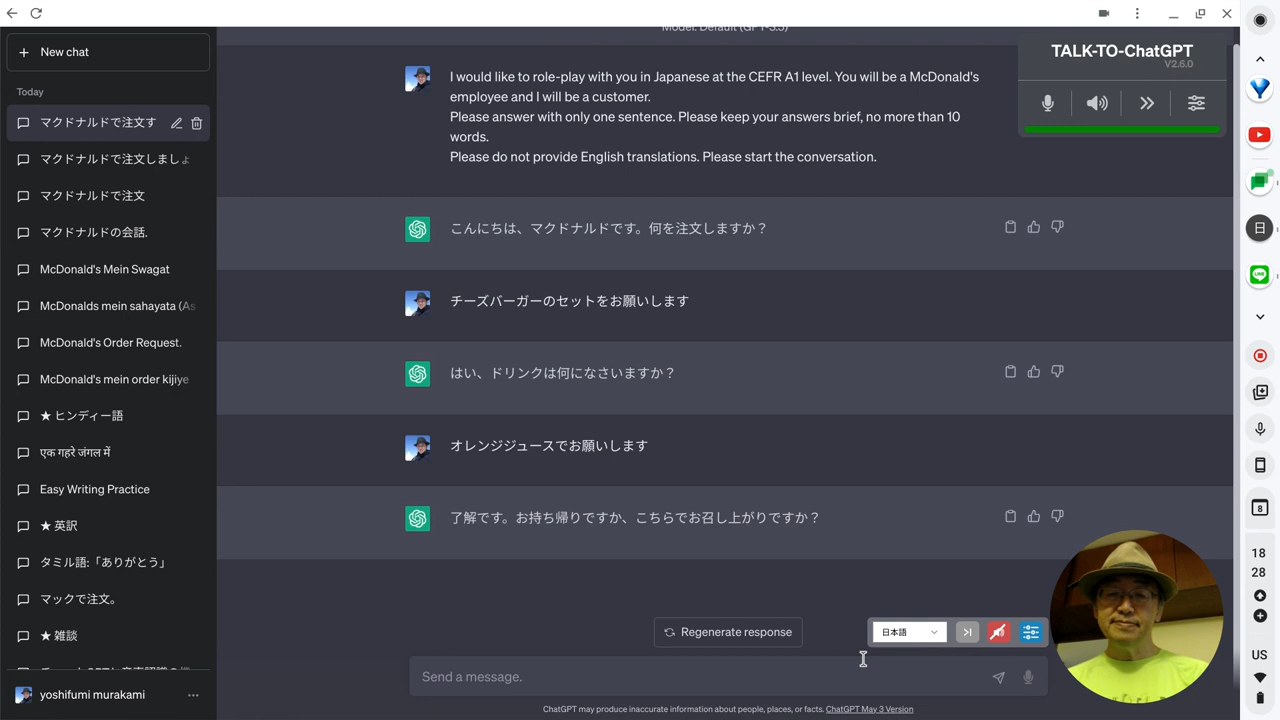 Model: Default (GPT-3.5)
TALK-TO-ChatGPT
V2.6.0
New chat
Today
マクドナルドで注文す
マクドナルドで注文しましょ
マクドナルドで注文
マクドナルドの会話.
McDonald's Mein Swagat
McDonalds mein sahayata (As
McDonald's Order Request.
McDonald's mein order kijiye
★ ヒンディー語
एक गहरे जंगल में
Easy Writing Practice
★ 英訳
タミル語:「ありがとう」
マックで注文。
★ 雑談
yoshifumi murakami
I would like to role-play with you in Japanese at the CEFR A1 level. You will be a McDonald's
employee and I will be a customer.
Please answer with only one sentence. Please keep your answers brief, no more than 10
words.
Please do not provide English translations. Please start the conversation.
こんにちは、マクドナルドです。何を注文しますか？
チーズバーガーのセットをお願いします
はい、ドリンクは何になさいますか？
オレンジジュースでお願いします
了解です。お持ち帰りですか、こちらでお召し上がりですか？
Regenerate response
日本語
Send a message.
ChatGPT may produce inaccurate information about people, places, or facts. ChatGPT May 3 Version
日
LINE
8
18
28
US